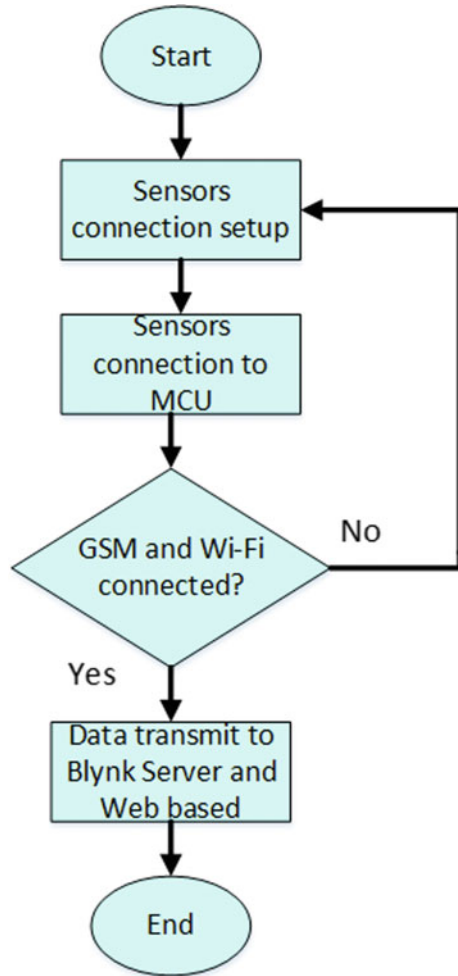 Start
Sensors
connection setup
Sensors
connection to
MCU
GSM and Wi-Fi
connected?
No
Yes
Data transmit to
Blynk Server and
Web based
End